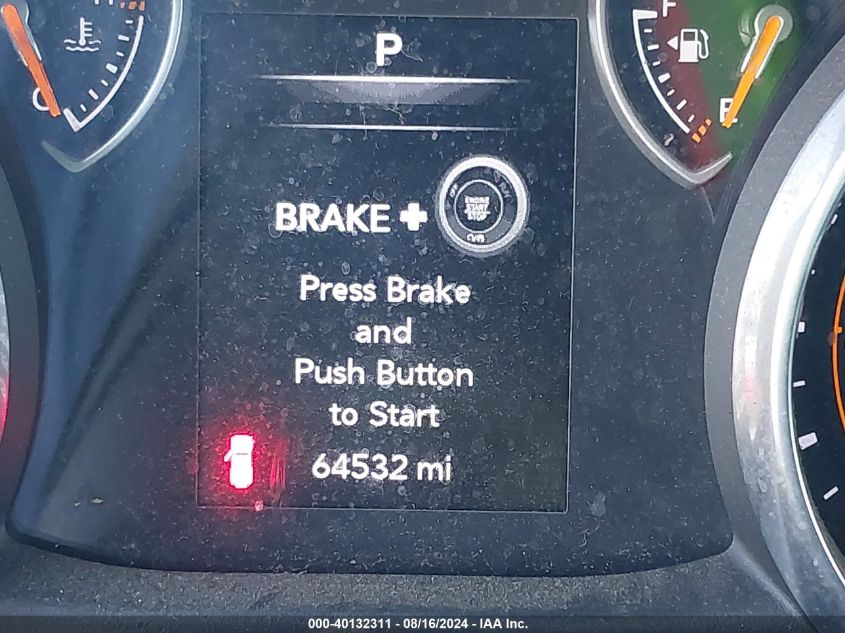 H
F
P
C
E
ENGINE
START
STOP
BRAKE +
Press Brake
and
Push Button
to Start
64532 mi
000-40132311 - 08/16/2024 - IAA Inc.